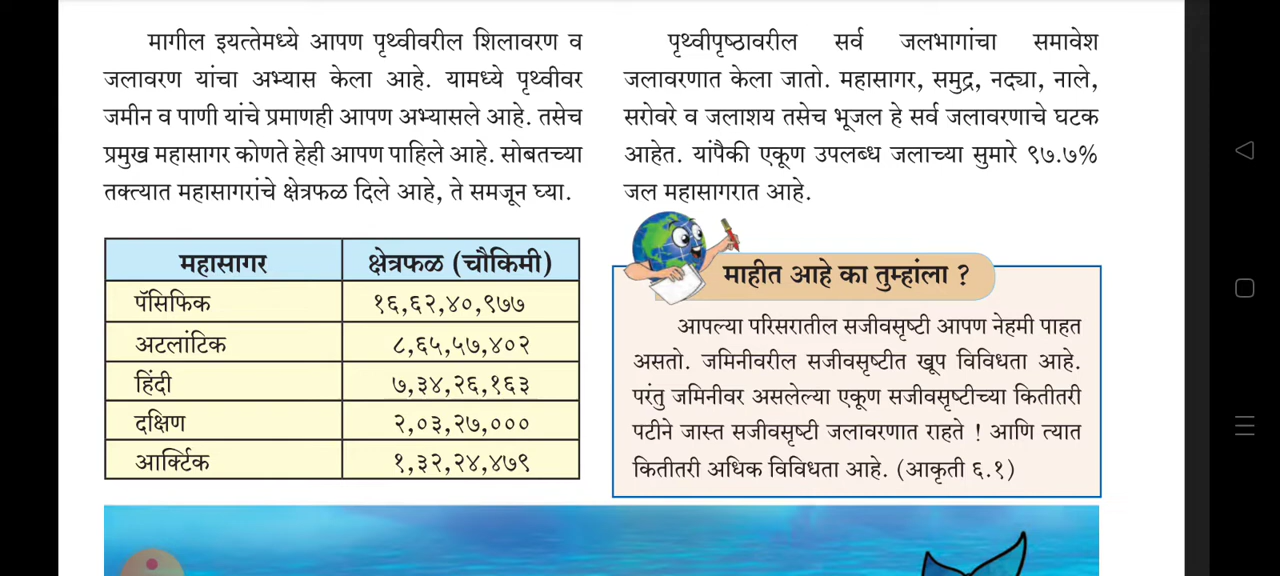 मागील इयत्तेमध्ये आपण पृथ्वीवरील शिलावरण व
जलावरण यांचा अभ्यास केला आहे. यामध्ये पृथ्वीवर
जमीन व पाणी यांचे प्रमाणही आपण अभ्यासले आहे. तसेच
प्रमुख महासागर कोणते हेही आपण पाहिले आहे. सोबतच्या
तक्त्यात महासागरांचे क्षेत्रफळ दिले आहे, ते समजून घ्या.
महासागर क्षेत्रफळ (चौकिमी)
पॅसिफिक १६,६२,४०,९७७
अटलांटिक ८,६५,५७,४०२
हिंदी ७,३४,२६,१६३
दक्षिण २,०३,२७,०००
आर्क्टिक १,३२,२४,४७९
पृथ्वीपृष्ठावरील सर्व जलभागांचा समावेश
जलावरणात केला जातो. महासागर, समुद्र, नद्या, नाले,
सरोवरे व जलाशय तसेच भूजल हे सर्व जलावरणाचे घटक
आहेत. यांपैकी एकूण उपलब्ध जलाच्या सुमारे ९७.७%
जल महासागरात आहे.
माहीत आहे का तुम्हांला ?
आपल्या परिसरातील सजीवसृष्टी आपण नेहमी पाहत
असतो. जमिनीवरील सजीवसृष्टीत खूप विविधता आहे.
परंतु जमिनीवर असलेल्या एकूण सजीवसृष्टीच्या कितीतरी
पटीने जास्त सजीवसृष्टी जलावरणात राहते ! आणि त्यात
कितीतरी अधिक विविधता आहे. (आकृती ६.१)